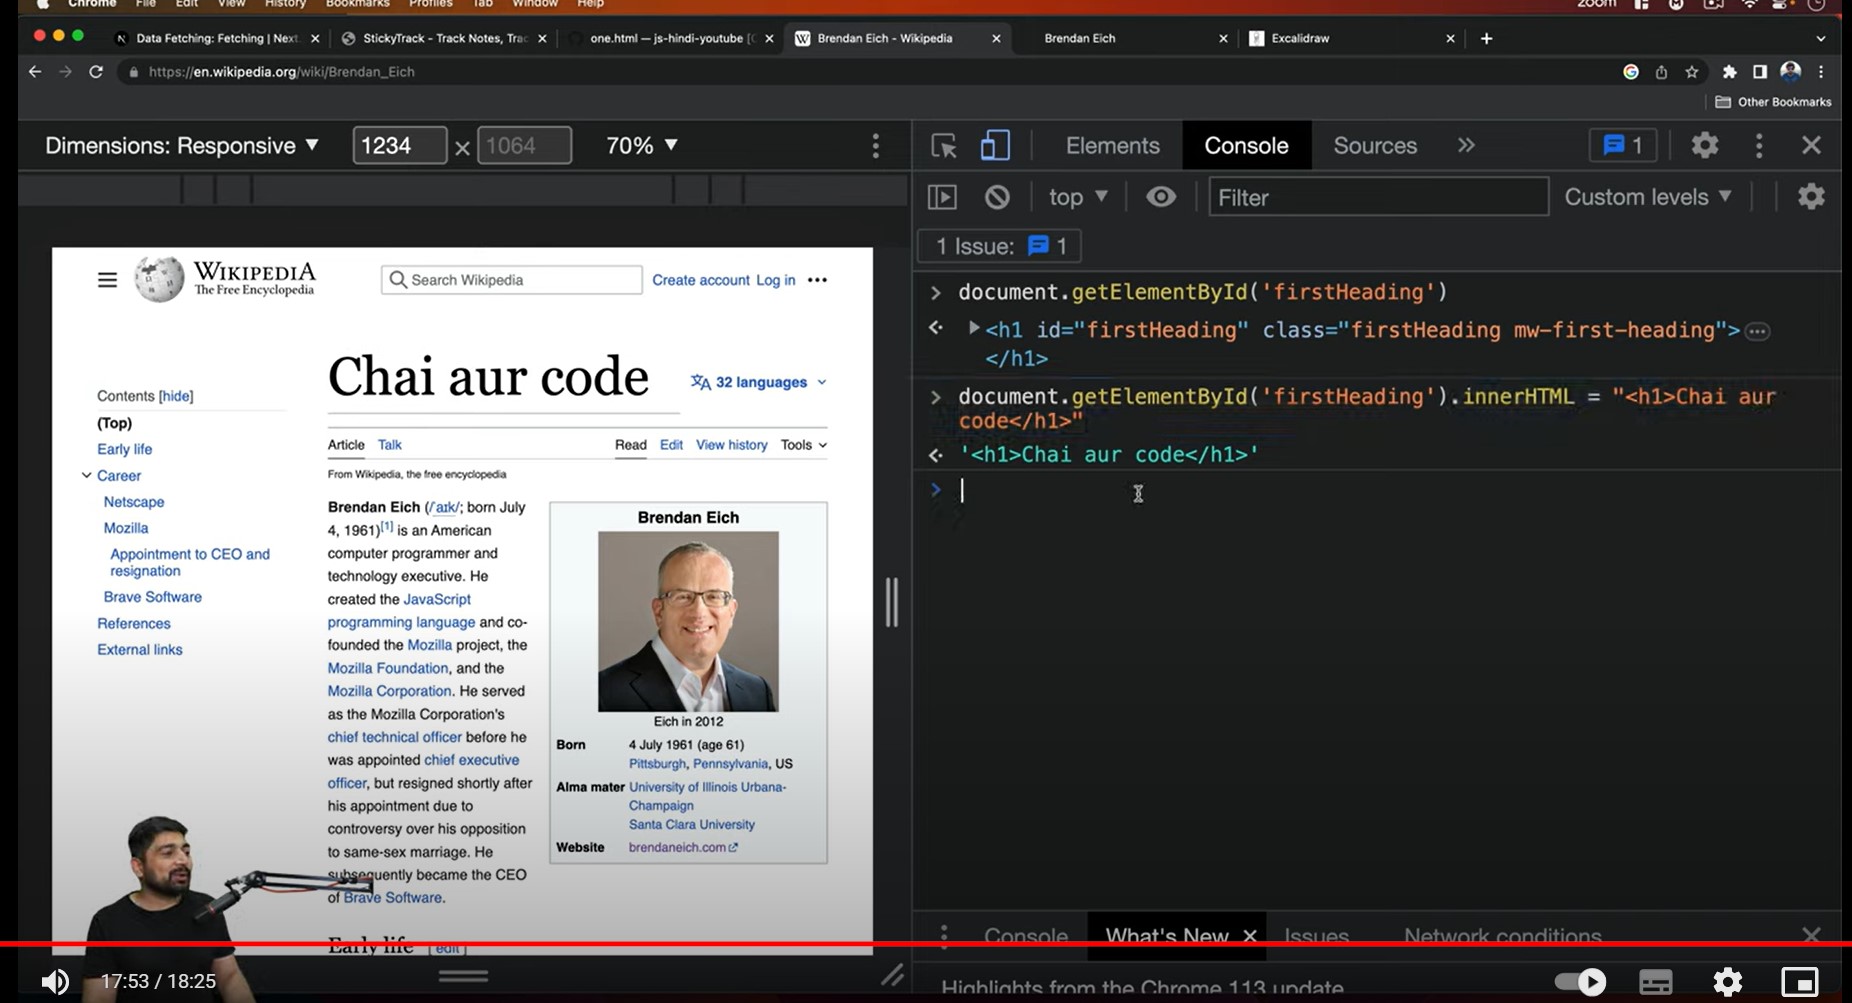 Chrome File Edit View History Bookmarks Profiles Tab Window Help
zoom
Data Fetching: Fetching | Next.
StickyTrack - Track Notes, Trac
one.html — js-hindi-youtube [
Brendan Eich - Wikipedia
Brendan Eich
Excalidraw
https://en.wikipedia.org/wiki/Brendan_Eich
Other Bookmarks
Dimensions: Responsive ▼ 1234 × 1064 70% ▼
Elements Console Sources » 1
top ▼ Filter Custom levels ▼
1 Issue: 1
WIKIPEDIA
The Free Encyclopedia
Search Wikipedia
Create account Log in •••
Chai aur code
32 languages
Contents [hide]
(Top)
Early life
Career
Netscape
Mozilla
Appointment to CEO and
resignation
Brave Software
References
External links
Article Talk Read Edit View history Tools
From Wikipedia, the free encyclopedia
Brendan Eich (/ˈaɪk/; born July
4, 1961)[1] is an American
computer programmer and
technology executive. He
created the JavaScript
programming language and co-
founded the Mozilla project, the
Mozilla Foundation, and the
Mozilla Corporation. He served
as the Mozilla Corporation's
chief technical officer before he
was appointed chief executive
officer, but resigned shortly after
his appointment due to
controversy over his opposition
to same-sex marriage. He
subsequently became the CEO
of Brave Software.
Brendan Eich
Eich in 2012
Born 4 July 1961 (age 61)
Pittsburgh, Pennsylvania, US
Alma mater University of Illinois Urbana-
Champaign
Santa Clara University
Website brendaneich.com
Early life [edit]
> document.getElementById('firstHeading')
<h1 id="firstHeading" class="firstHeading mw-first-heading">
</h1>
> document.getElementById('firstHeading').innerHTML = "<h1>Chai aur
code</h1>"
'<h1>Chai aur code</h1>'
>
Console What's New Issues Network conditions
Highlights from the Chrome 113 update
17:53 / 18:25